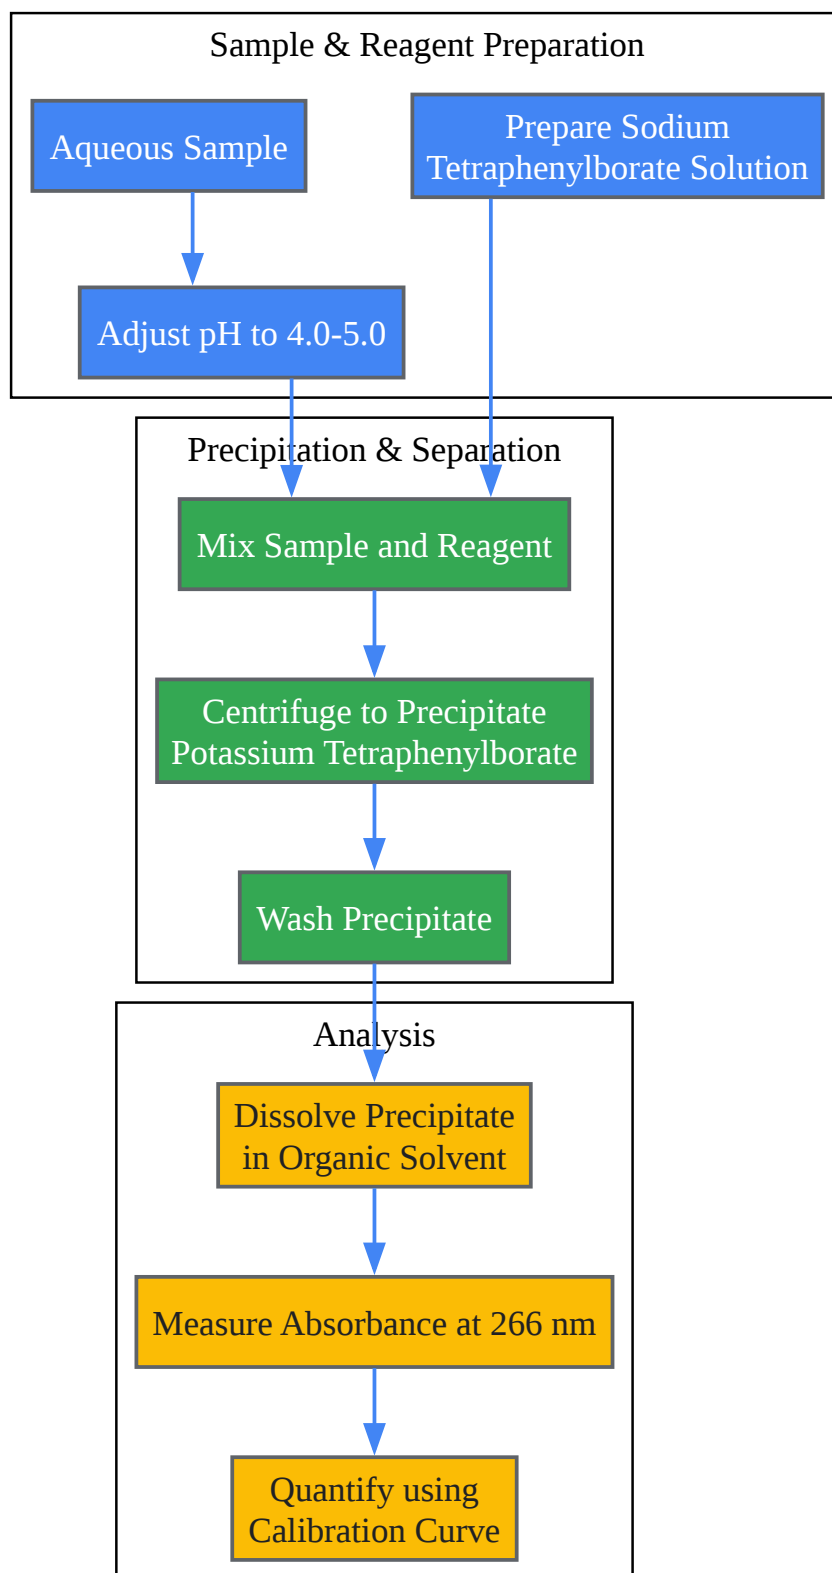 Sample & Reagent Preparation
Aqueous Sample
Prepare Sodium
Tetraphenylborate Solution
Adjust pH to 4.0-5.0
Precipitation & Separation
Mix Sample and Reagent
Centrifuge to Precipitate
Potassium Tetraphenylborate
Wash Precipitate
Analysis
Dissolve Precipitate
in Organic Solvent
Measure Absorbance at 266 nm
Quantify using
Calibration Curve